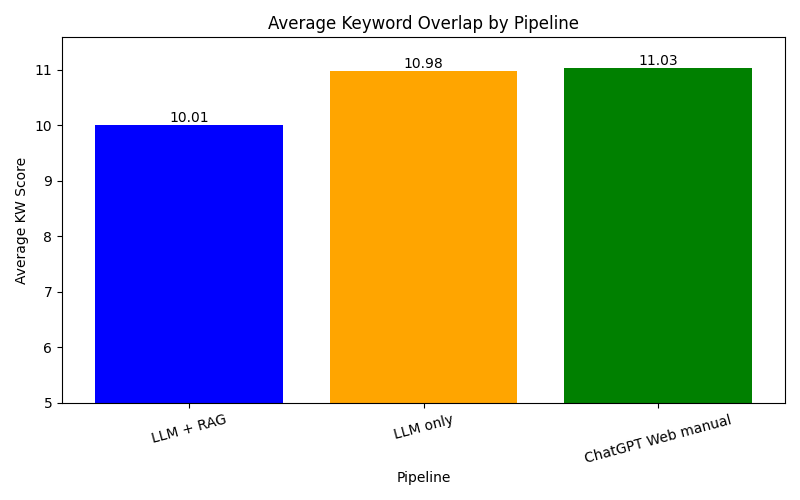 Average Keyword Overlap by Pipeline
Average KW Score
11
10
9
8
7
6
5
10.01
10.98
11.03
LLM + RAG
LLM only
ChatGPT Web manual
Pipeline